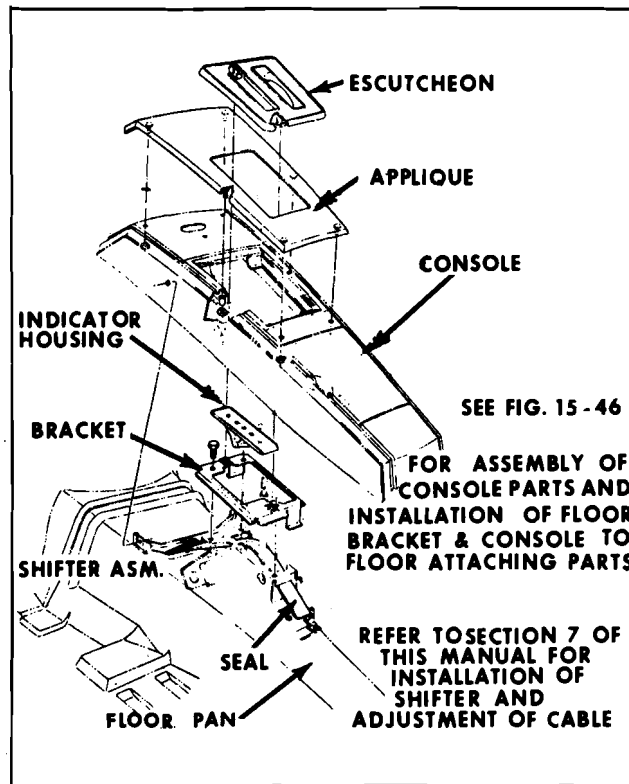 ESCUTCHEON
APPLIQUE
CONSOLE
INDICATOR
HOUSING
BRACKET
SEE FIG. 15-46
FOR ASSEMBLY OF
CONSOLE PARTS AND
INSTALLATION OF FLOOR
BRACKET & CONSOLE TO
FLOOR ATTACHING PARTS
SHIFTER ASM.
SEAL
FLOOR PAN
REFER TOSECTION 7 OF
THIS MANUAL FOR
INSTALLATION OF
SHIFTER AND
ADJUSTMENT OF CABLE